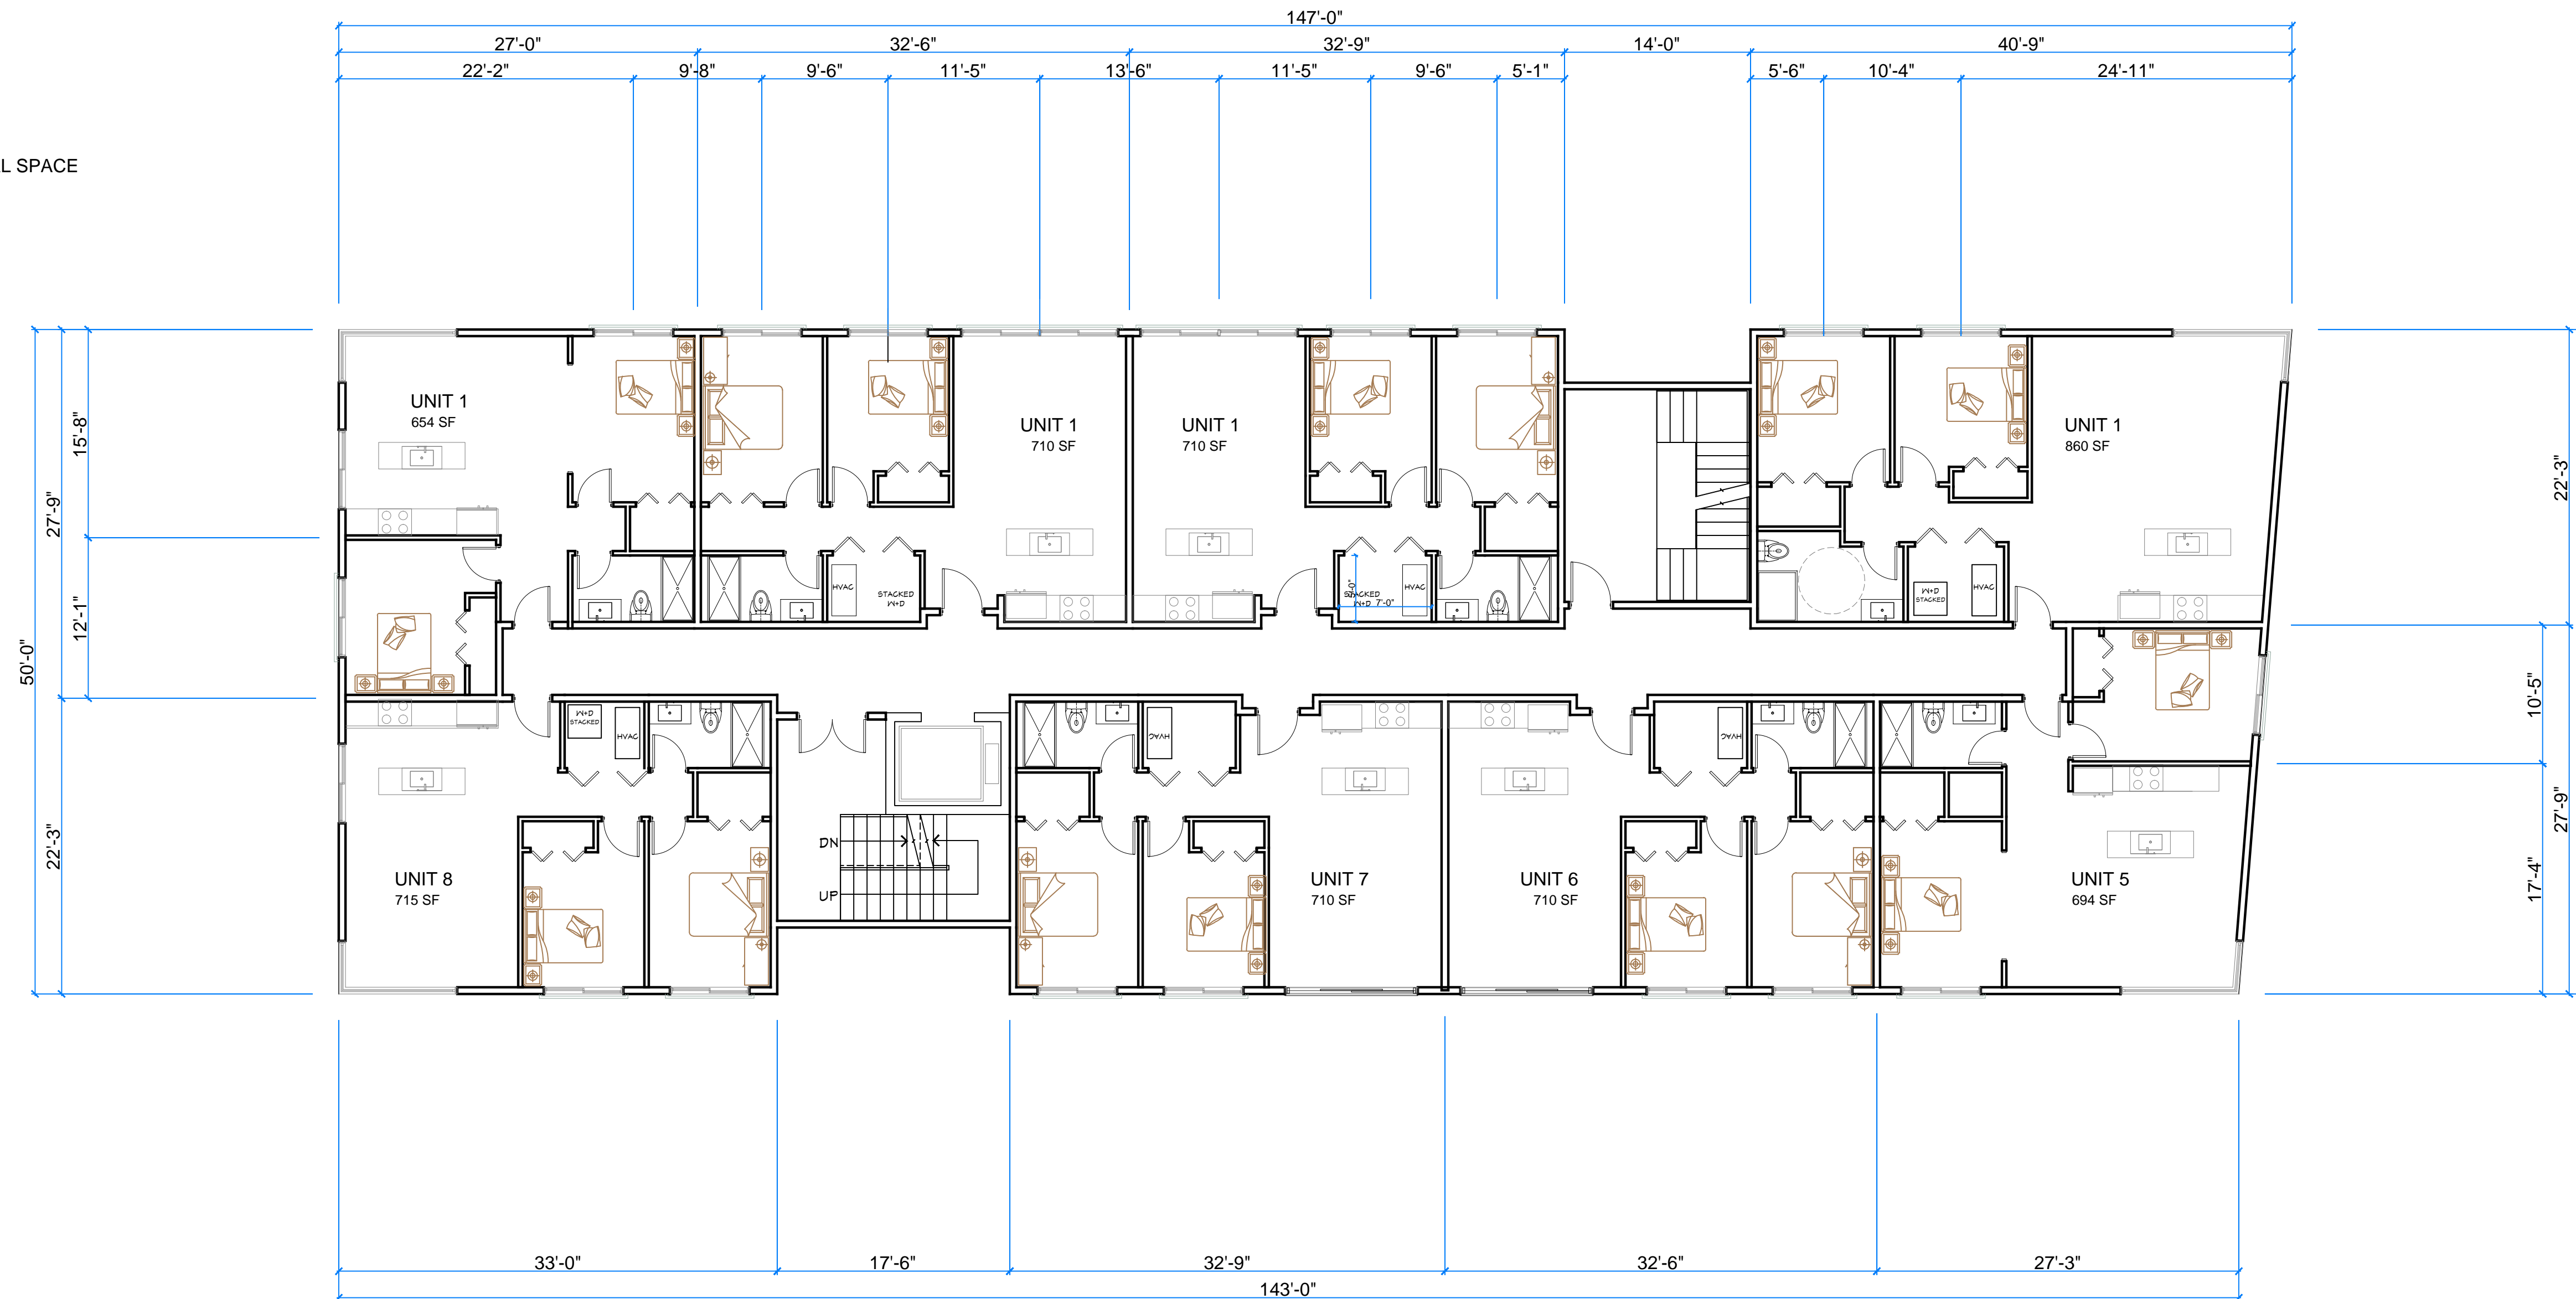 147'-0"
27'-0" 32'-6" 32'-9" 14'-0" 40'-9"
22'-2" 9'-8" 9'-6" 11'-5" 13'-6" 11'-5" 9'-6" 5'-1" 5'-6" 10'-4" 24'-11"
L SPACE
UNIT 1
654 SF
UNIT 1
710 SF
UNIT 1
710 SF
UNIT 1
860 SF
15'-8"
27'-9"
12'-1"
50'-0"
22'-3"
22'-3"
10'-5"
27'-9"
17'-4"
HVAC
STACKED
W+D
STACKED
W+D
7'-0"
HVAC
W+D
STACKED
HVAC
W+D
STACKED
HVAC
HVAC
HVAC
DN
UP
UNIT 8
715 SF
UNIT 7
710 SF
UNIT 6
710 SF
UNIT 5
694 SF
33'-0" 17'-6" 32'-9" 32'-6" 27'-3"
143'-0"